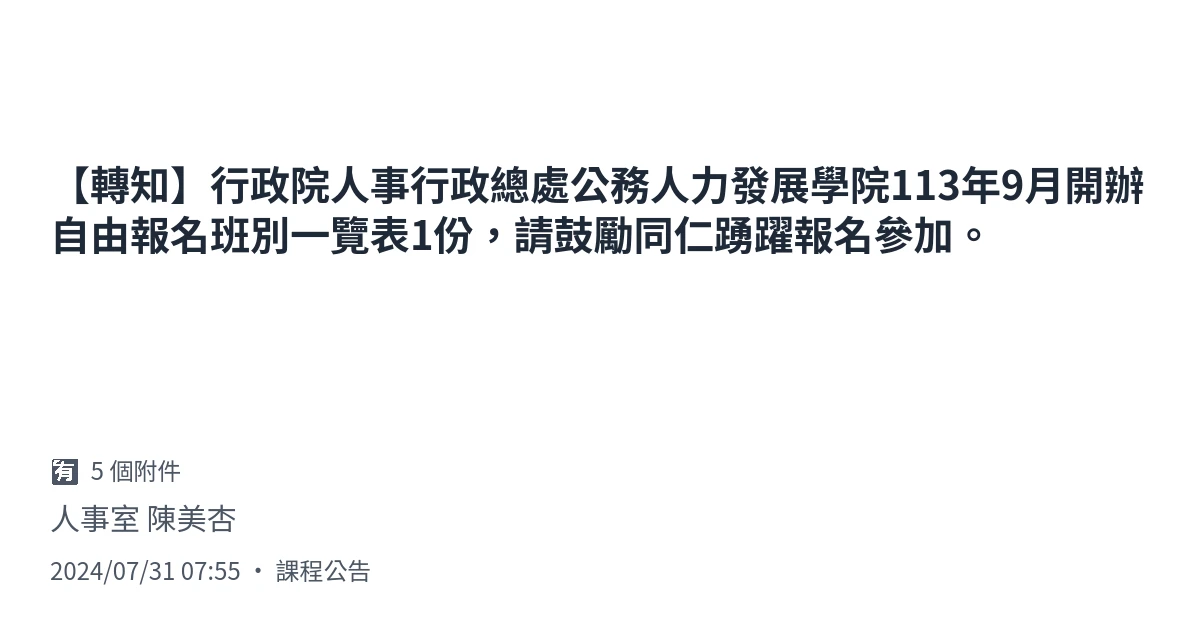 【轉知】行政院人事行政總處公務人力發展學院113年9月開辦
自由報名班別一覽表1份，請鼓勵同仁踴躍報名參加。
有 5 個附件
人事室 陳美杏
2024/07/31 07:55 • 課程公告